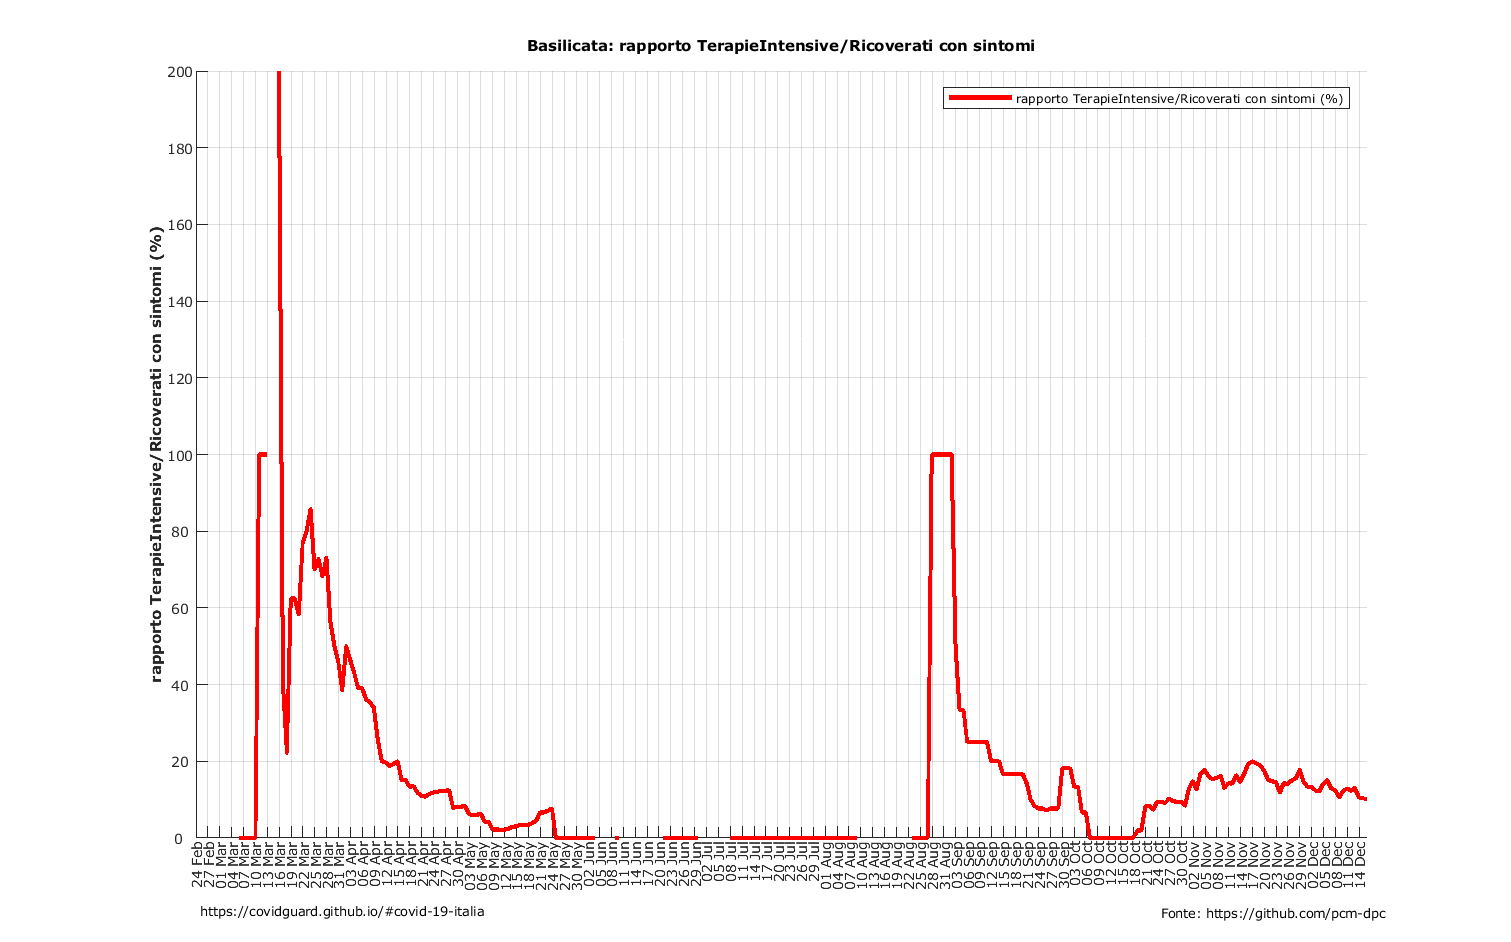 Basilicata: rapporto TerapieIntensive/Ricoverati con sintomi
rapporto TerapieIntensive/Ricoverati con sintomi (%)
rapporto TerapieIntensive/Ricoverati con sintomi (%)
200
180
160
140
120
100
80
60
40
20
0
24 Feb
27 Feb
01 Mar
04 Mar
07 Mar
10 Mar
13 Mar
16 Mar
19 Mar
22 Mar
25 Mar
28 Mar
31 Mar
03 Apr
06 Apr
09 Apr
12 Apr
15 Apr
18 Apr
21 Apr
24 Apr
27 Apr
30 Apr
03 May
06 May
09 May
12 May
15 May
18 May
21 May
24 May
27 May
30 May
02 Jun
05 Jun
08 Jun
11 Jun
14 Jun
17 Jun
20 Jun
23 Jun
26 Jun
29 Jun
02 Jul
05 Jul
08 Jul
11 Jul
14 Jul
17 Jul
20 Jul
23 Jul
26 Jul
29 Jul
01 Aug
04 Aug
07 Aug
10 Aug
13 Aug
16 Aug
19 Aug
22 Aug
25 Aug
28 Aug
31 Aug
03 Sep
06 Sep
09 Sep
12 Sep
15 Sep
18 Sep
21 Sep
24 Sep
27 Sep
30 Sep
03 Oct
06 Oct
09 Oct
12 Oct
15 Oct
18 Oct
21 Oct
24 Oct
27 Oct
30 Oct
02 Nov
05 Nov
08 Nov
11 Nov
14 Nov
17 Nov
20 Nov
23 Nov
26 Nov
29 Nov
02 Dec
05 Dec
08 Dec
11 Dec
14 Dec
https://covidguard.github.io/#covid-19-italia
Fonte: https://github.com/pcm-dpc